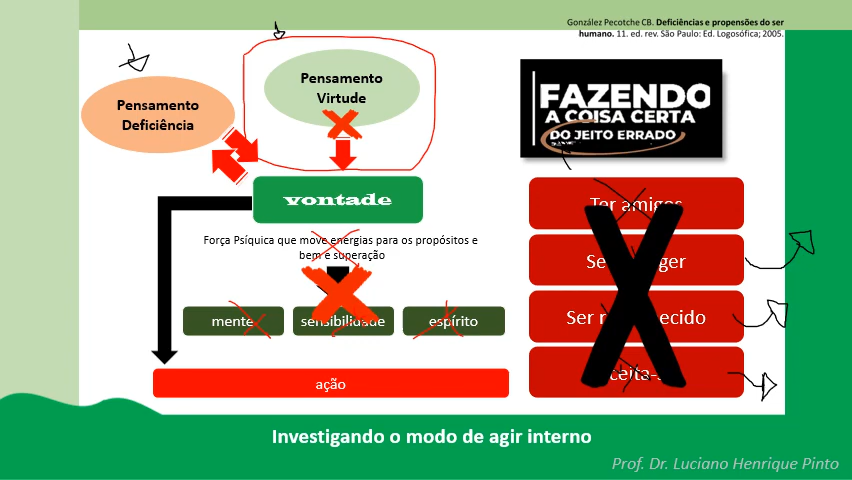 González Pecotche CB. Deficiências e propensões do ser
humano. 11. ed. rev. São Paulo: Ed. Logosófica; 2005.
Pensamento
Deficiência
Pensamento
Virtude
FAZENDO
A COISA CERTA
DO JEITO ERRADO
vontade
Força Psíquica que move energias para os propósitos e
bem e superação
mente
sensibilidade
espírito
ação
Ter amigos
Ser
Investigando o modo de agir interno
Prof. Dr. Luciano Henrique Pinto